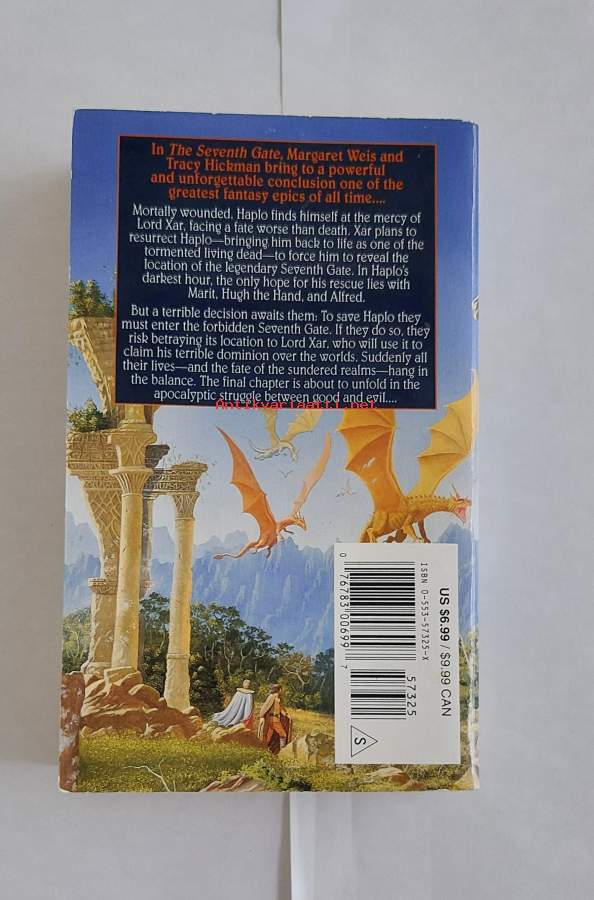 In The Seventh Gate, Margaret Weis and
Tracy Hickman bring to a powerful
and unforgettable conclusion one of the
greatest fantasy epics of all time....
Mortally wounded, Haplo finds himself at the mercy of
Lord Xar, facing a fate worse than death. Xar plans to
resurrect Haplo—bringing him back to life as one of the
tormented living dead—to force him to reveal the
location of the legendary Seventh Gate. In Haplo's
darkest hour, the only hope for his rescue lies with
Marit, Hugh the Hand, and Alfred.
But a terrible decision awaits them: To save Haplo they
must enter the forbidden Seventh Gate. If they do so, they
risk betraying its location to Lord Xar, who will use it to
claim his terrible dominion over the worlds. Suddenly all
their lives—and the fate of the sundered realms—hang in
the balance. The final chapter is about to unfold in the
apocalyptic struggle between good and evil....
Antikvariaatti.net
US $6.99 / $9.99 CAN
ISBN 0-553-57325-X
0 76783 00699 7
57325
S